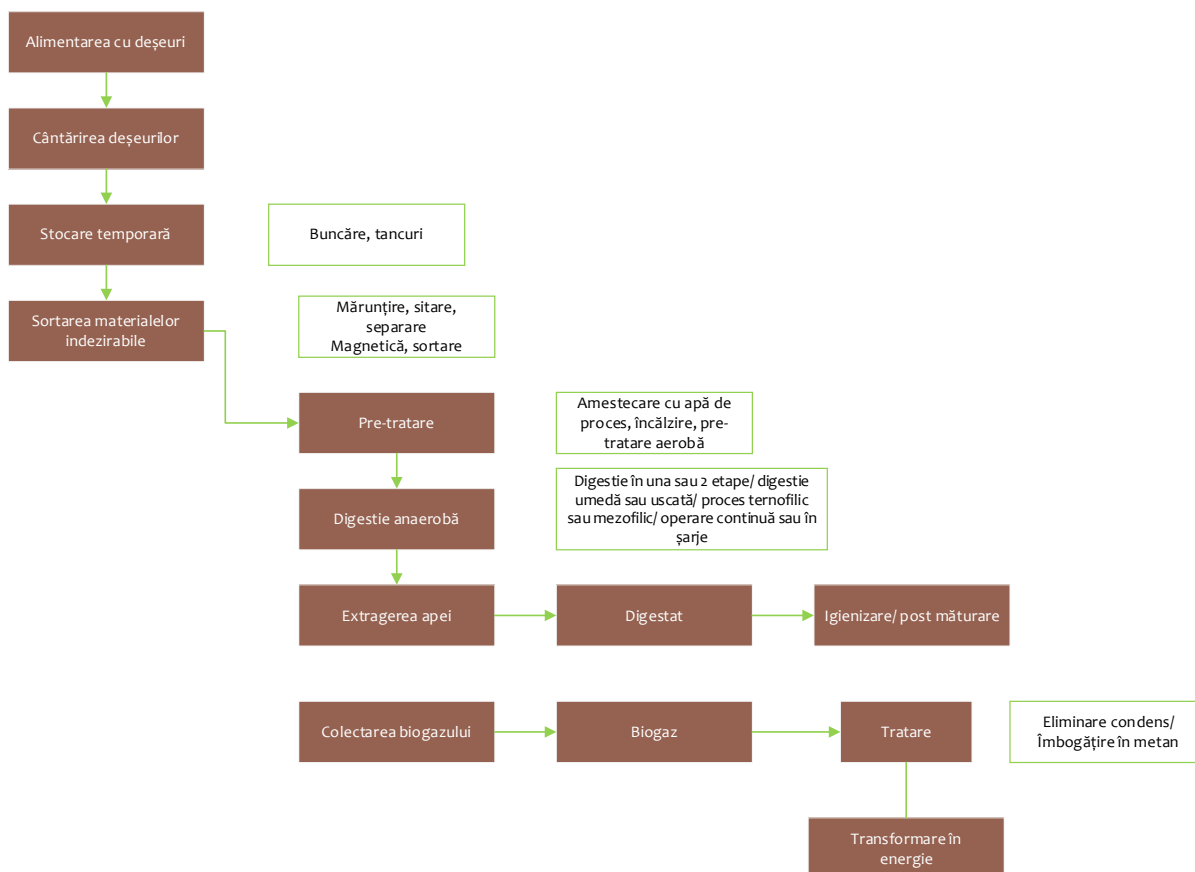 Alimentarea cu deșeuri
Cântărirea deșeurilor
Stocare temporară
Buncăre, tancuri
Sortarea materialelor
indezirabile
Mărunțire, sitare,
separare
Magnetică, sortare
Pre-tratare
Amestecare cu apă de
proces, încălzire, pre-
tratare aerobă
Digestie anaerobă
Digestie în una sau 2 etape/ digestie
umedă sau uscată/ proces ternofilic
sau mezofilic/ operare continuă sau în
șarje
Extragerea apei
Digestat
Igienizare/ post măturare
Colectarea biogazului
Biogaz
Tratare
Eliminare condens/
Îmbogățire în metan
Transformare în
energie